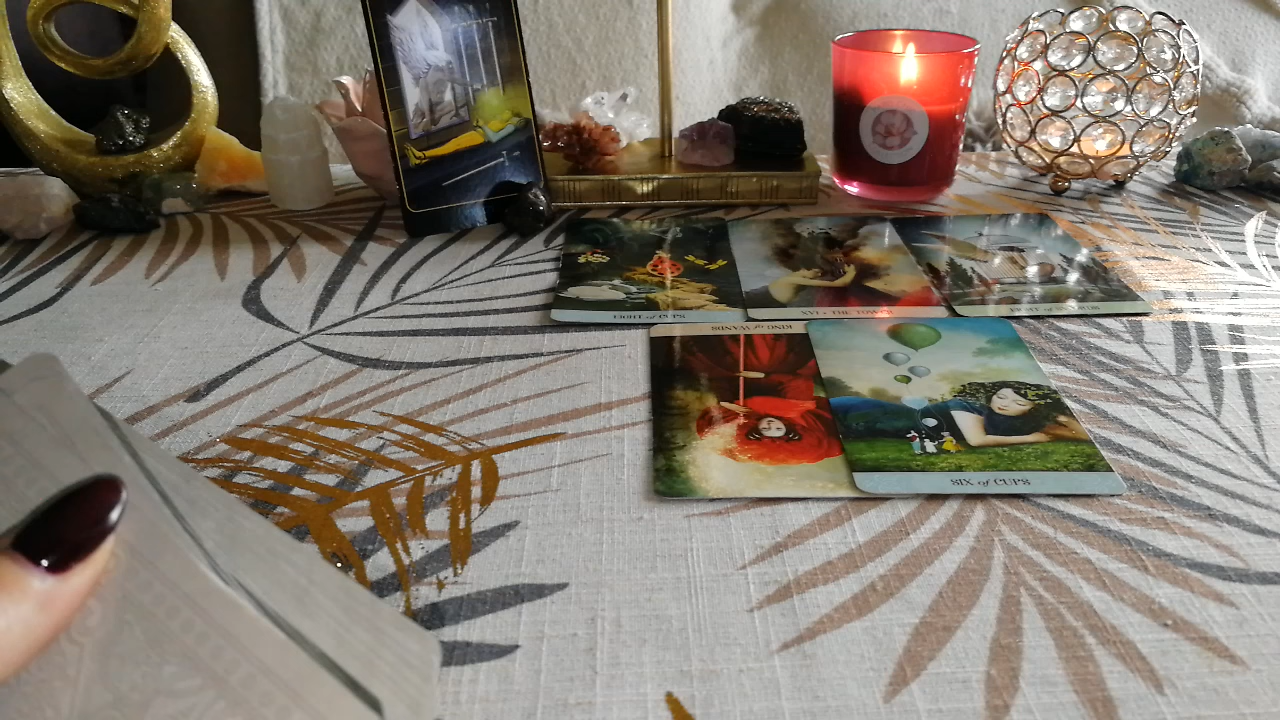 EIGHT of CUPS
XVI • THE TOWER
KING of WANDS
SIX of CUPS